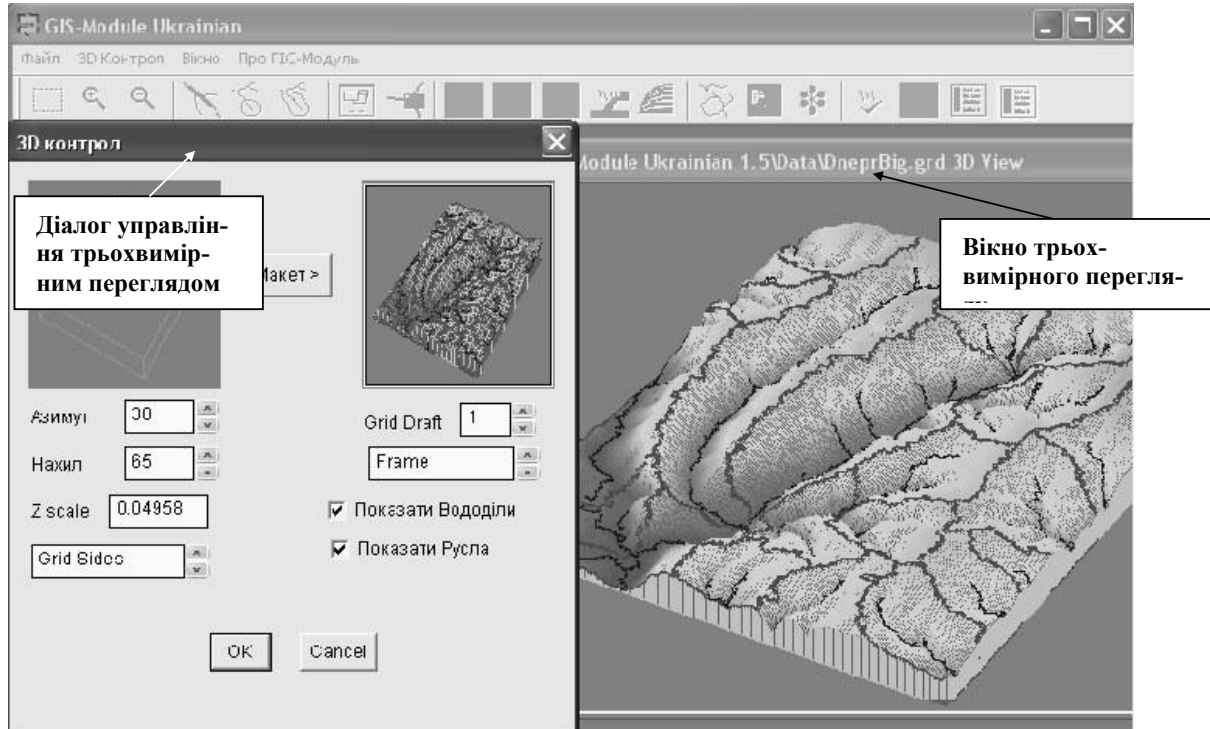 GIS-Module Ukrainian
Файл 3D Контрол Вікно Про ГІС-Модуль
3D контрол
Module Ukrainian 1.5\Data\DneprBig.grd 3D View
Діалог управлін-
ня трьохвимір-
ним переглядом
Вікно трьох-
вимірного перегля-
Макет >
Азимут 30
Grid Draft 1
Нахил 65
Frame
Z scale 0.04958
Показати Вододіли
Grid Sides
Показати Русла
OK Cancel